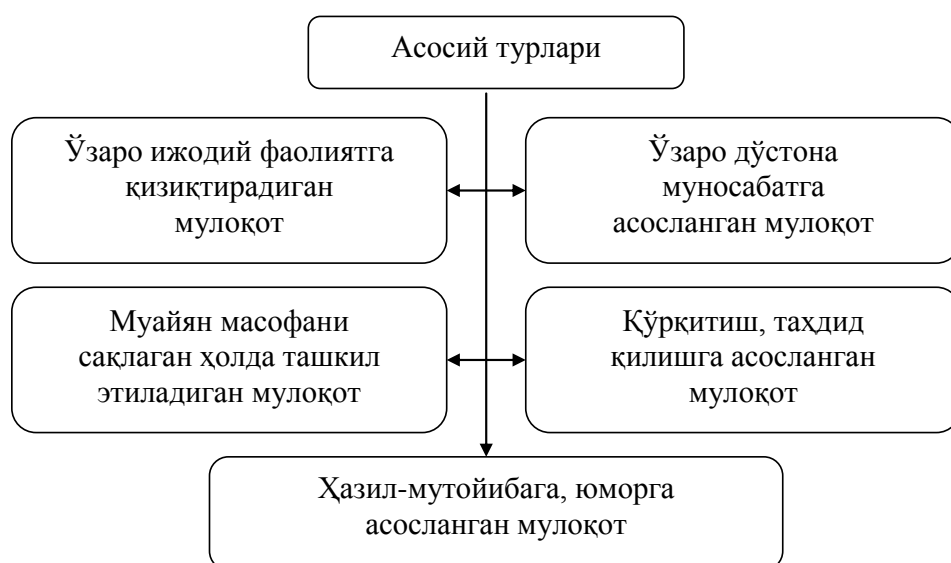 Асосий турлари
Ўзаро ижодий фаолиятга
қизиқтирадиган
мулоқот
Ўзаро дўстона
муносабатга
асосланган мулоқот
Муайян масофани
сақлаган ҳолда ташкил
этиладиган мулоқот
Қўрқитиш, таҳдид
қилишга асосланган
мулоқот
Ҳазил-мутойибага, юморга
асосланган мулоқот